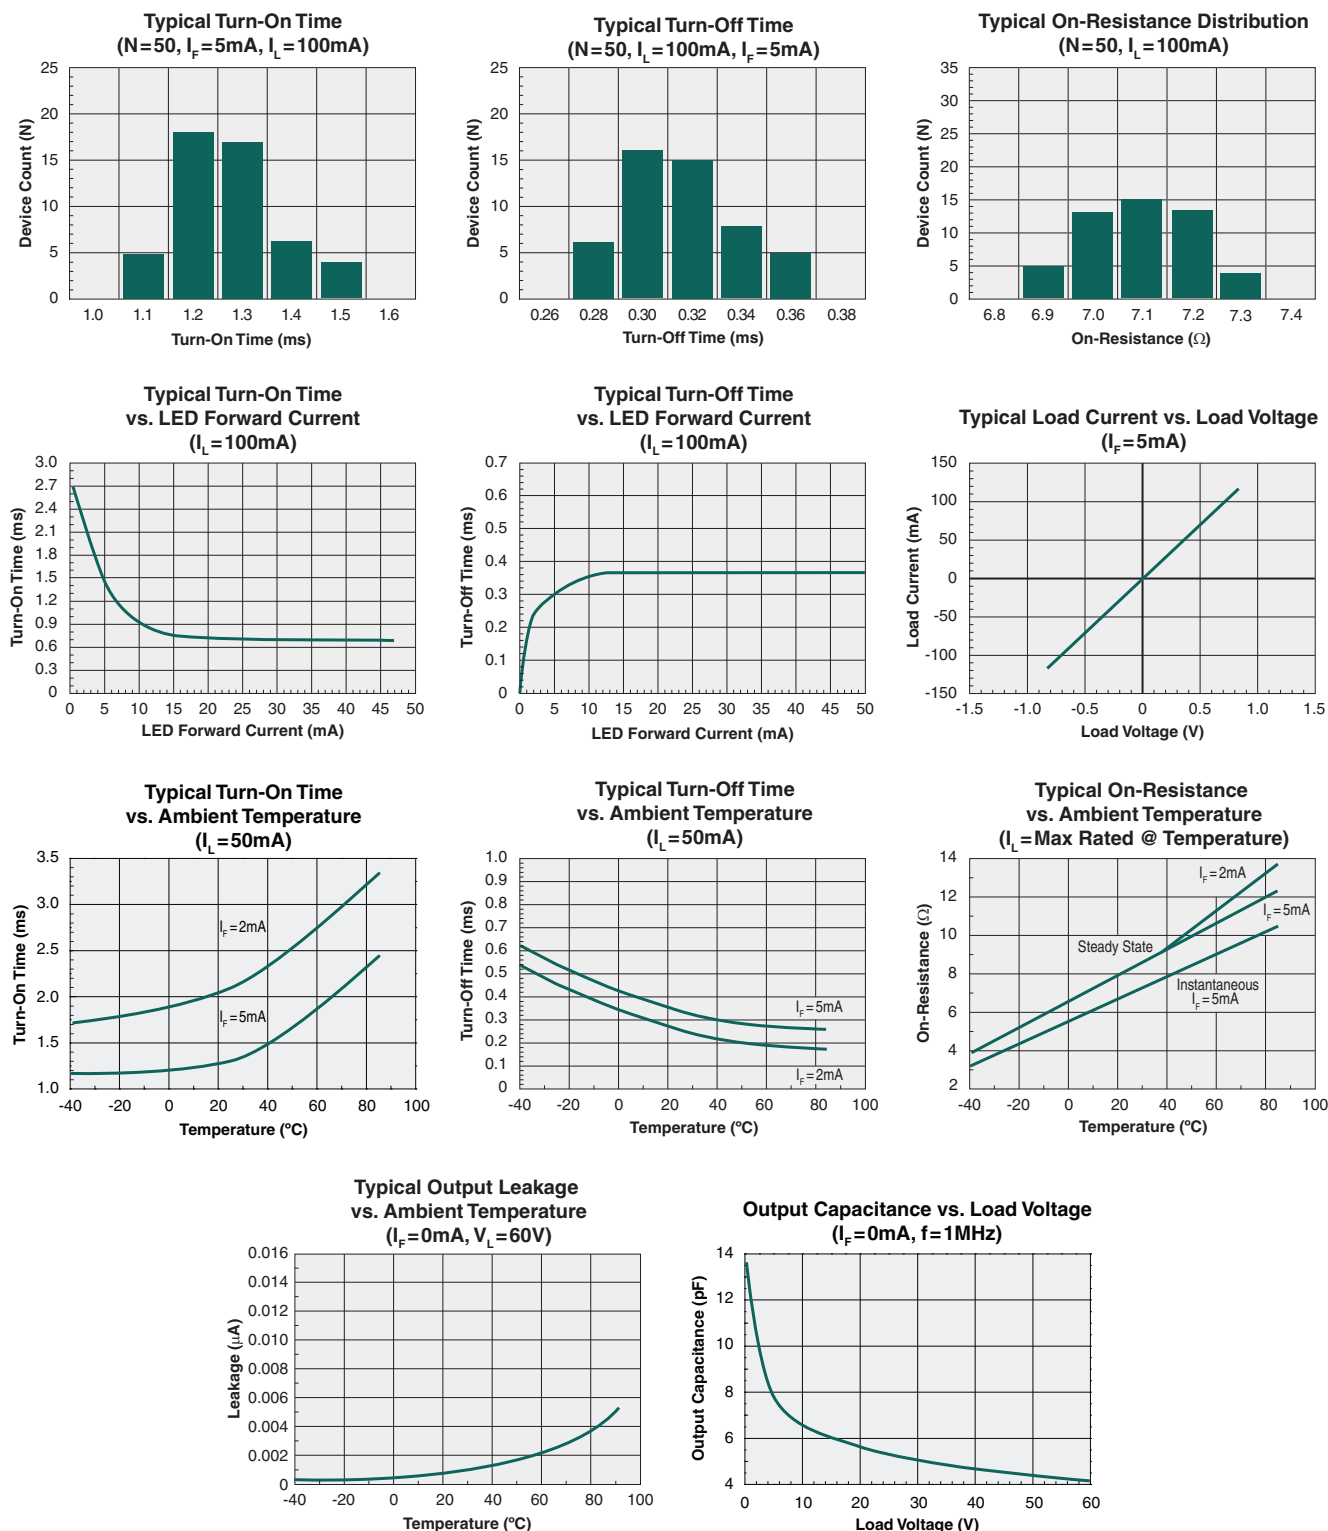 Typical Turn-On Time
(N=50, IF=5mA, IL=100mA)
25
20
15
10
5
0
Device Count (N)
1.0 1.1 1.2 1.3 1.4 1.5 1.6
Turn-On Time (ms)
Typical Turn-Off Time
(N=50, IL=100mA, IF=5mA)
25
20
15
10
5
0
Device Count (N)
0.26 0.28 0.30 0.32 0.34 0.36 0.38
Turn-Off Time (ms)
Typical On-Resistance Distribution
(N=50, IL=100mA)
35
30
25
20
15
10
5
0
Device Count (N)
6.8 6.9 7.0 7.1 7.2 7.3 7.4
On-Resistance (Ω)
Typical Turn-On Time
vs. LED Forward Current
(IL=100mA)
3.0
2.7
2.4
2.1
1.8
1.5
1.2
0.9
0.6
0.3
0
Turn-On Time (ms)
0 5 10 15 20 25 30 35 40 45 50
LED Forward Current (mA)
Typical Turn-Off Time
vs. LED Forward Current
(IL=100mA)
0.7
0.6
0.5
0.4
0.3
0.2
0.1
0
Turn-Off Time (ms)
0 5 10 15 20 25 30 35 40 45 50
LED Forward Current (mA)
Typical Load Current vs. Load Voltage
(IF=5mA)
150
100
50
0
-50
-100
-150
Load Current (mA)
-1.5 -1.0 -0.5 0 0.5 1.0 1.5
Load Voltage (V)
Typical Turn-On Time
vs. Ambient Temperature
(IL=50mA)
3.5
3.0
2.5
2.0
1.5
1.0
Turn-On Time (ms)
IF=2mA
IF=5mA
-40 -20 0 20 40 60 80 100
Temperature (ºC)
Typical Turn-Off Time
vs. Ambient Temperature
(IL=50mA)
1.0
0.9
0.8
0.7
0.6
0.5
0.4
0.3
0.2
0.1
0
Turn-Off Time (ms)
IF=5mA
IF=2mA
-40 -20 0 20 40 60 80 100
Temperature (ºC)
Typical On-Resistance
vs. Ambient Temperature
(IL=Max Rated @ Temperature)
14
12
10
8
6
4
2
On-Resistance (Ω)
IF=2mA
IF=5mA
Steady State
Instantaneous
IF=5mA
-40 -20 0 20 40 60 80 100
Temperature (ºC)
Typical Output Leakage
vs. Ambient Temperature
(IF=0mA, VL=60V)
0.016
0.014
0.012
0.010
0.008
0.006
0.004
0.002
0
Leakage (μA)
-40 -20 0 20 40 60 80 100
Temperature (ºC)
Output Capacitance vs. Load Voltage
(IF=0mA, f=1MHz)
14
12
10
8
6
4
Output Capacitance (pF)
0 10 20 30 40 50 60
Load Voltage (V)